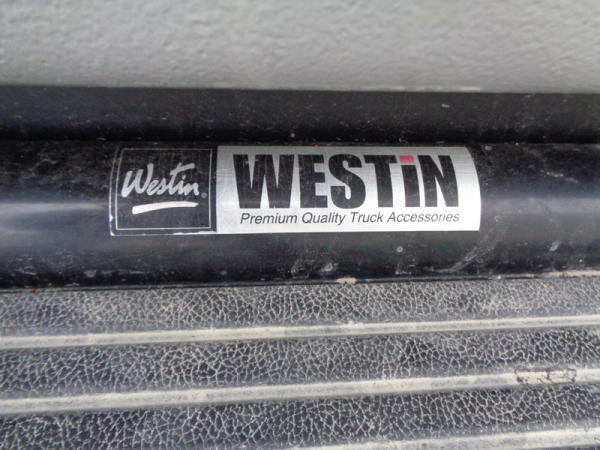 Westin
WESTiN
Premium Quality Truck Accessories